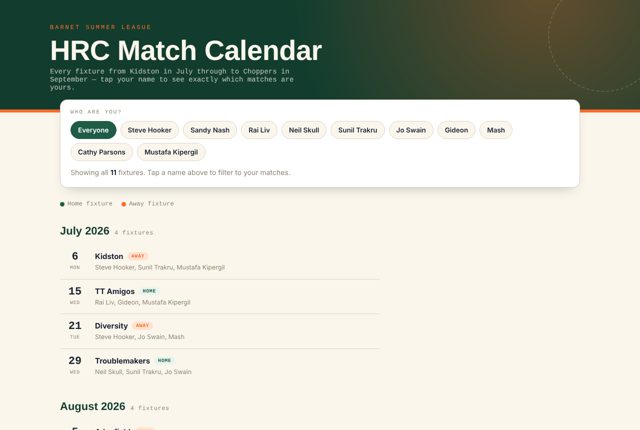 BARNET SUMMER LEAGUE
HRC Match Calendar
Every fixture from Kidston in July through to Choppers in
September — tap your name to see exactly which matches are
yours.
WHO ARE YOU?
Everyone Steve Hooker Sandy Nash Rai Liv Neil Skull Sunil Trakru Jo Swain Gideon Mash
Cathy Parsons Mustafa Kipergil
Showing all 11 fixtures. Tap a name above to filter to your matches.
Home fixture Away fixture
July 2026 4 fixtures
6 Kidston AWAY
MON Steve Hooker, Sunil Trakru, Mustafa Kipergil
15 TT Amigos HOME
WED Rai Liv, Gideon, Mustafa Kipergil
21 Diversity AWAY
TUE Steve Hooker, Jo Swain, Mash
29 Troublemakers HOME
WED Neil Skull, Sunil Trakru, Jo Swain
August 2026 4 fixtures